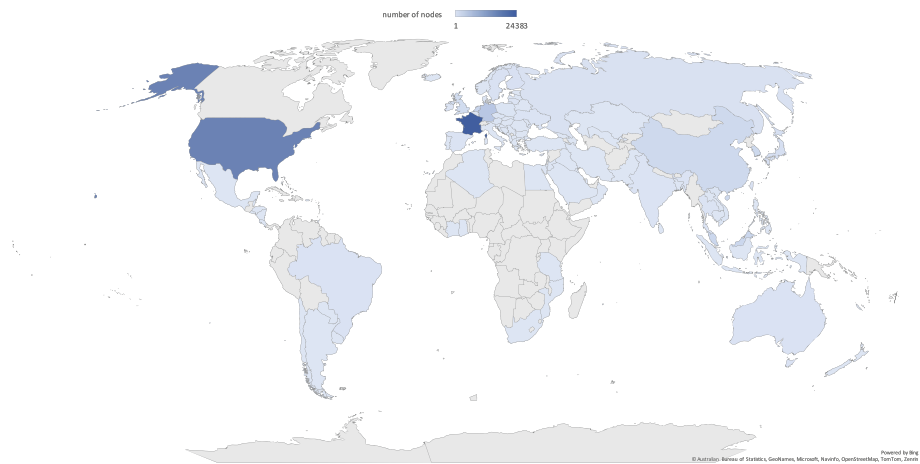 number of nodes
1 24383
Powered by Bing
© Australian Bureau of Statistics, GeoNames, Microsoft, Navinfo, OpenStreetMap, TomTom, Zenrin